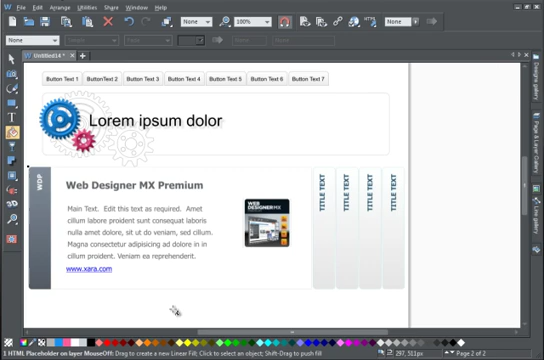 Edit Arrange Utilities Share Window Help
None
100%
None
None
Untitled4 *
Button Text 1 ButtonText 2 Button Text 3 Button Text 4 Button Text 5 Button Text 6 Button Text 7
Lorem ipsum dolor
WDP
Web Designer MX Premium
Main Text. Edit this text as required. Amet
cillum labore proident sunt consequat laboris
nulla amet dolore, sit ut do veniam, sed cillum.
Magna consectetur adipisicing ad dolore in in
cillum proident. Veniam ea reprehenderit.
www.xara.com
WEB
DESIGNER MX
TITLE TEXT
TITLE TEXT
TITLE TEXT
TITLE TEXT
Designs gallery
Page & Layer Gallery
Line gallery
1 HTML Placeholder on layer MouseOff: Drag to create a new Linear Fill; Click to select an object; Shift-Drag to push fill
297, 511px
Page 2 of 2